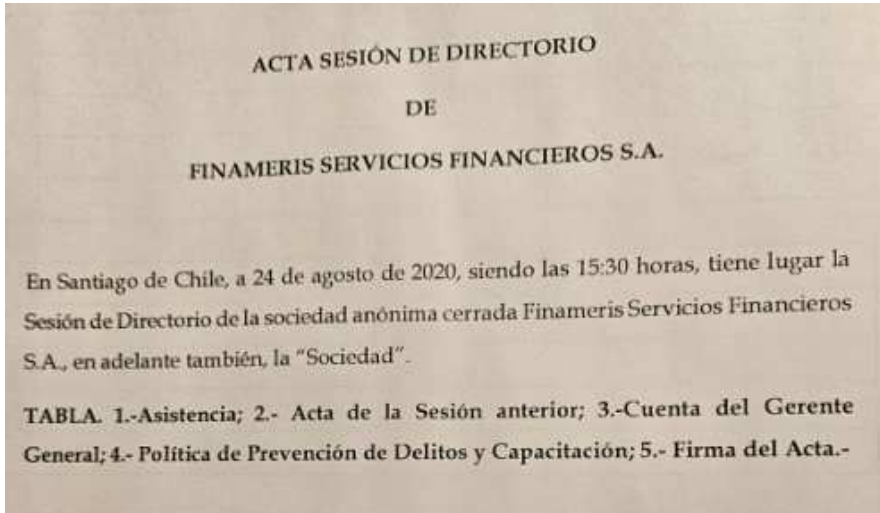 ACTA SESIÓN DE DIRECTORIO
DE
FINAMERIS SERVICIOS FINANCIEROS S.A.
En Santiago de Chile, a 24 de agosto de 2020, siendo las 15:30 horas, tiene lugar la
Sesión de Directorio de la sociedad anónima cerrada Finameris Servicios Financieros
S.A., en adelante también, la "Sociedad".
TABLA. 1.-Asistencia; 2.- Acta de la Sesión anterior; 3.-Cuenta del Gerente
General; 4.- Política de Prevención de Delitos y Capacitación; 5.- Firma del Acta.-